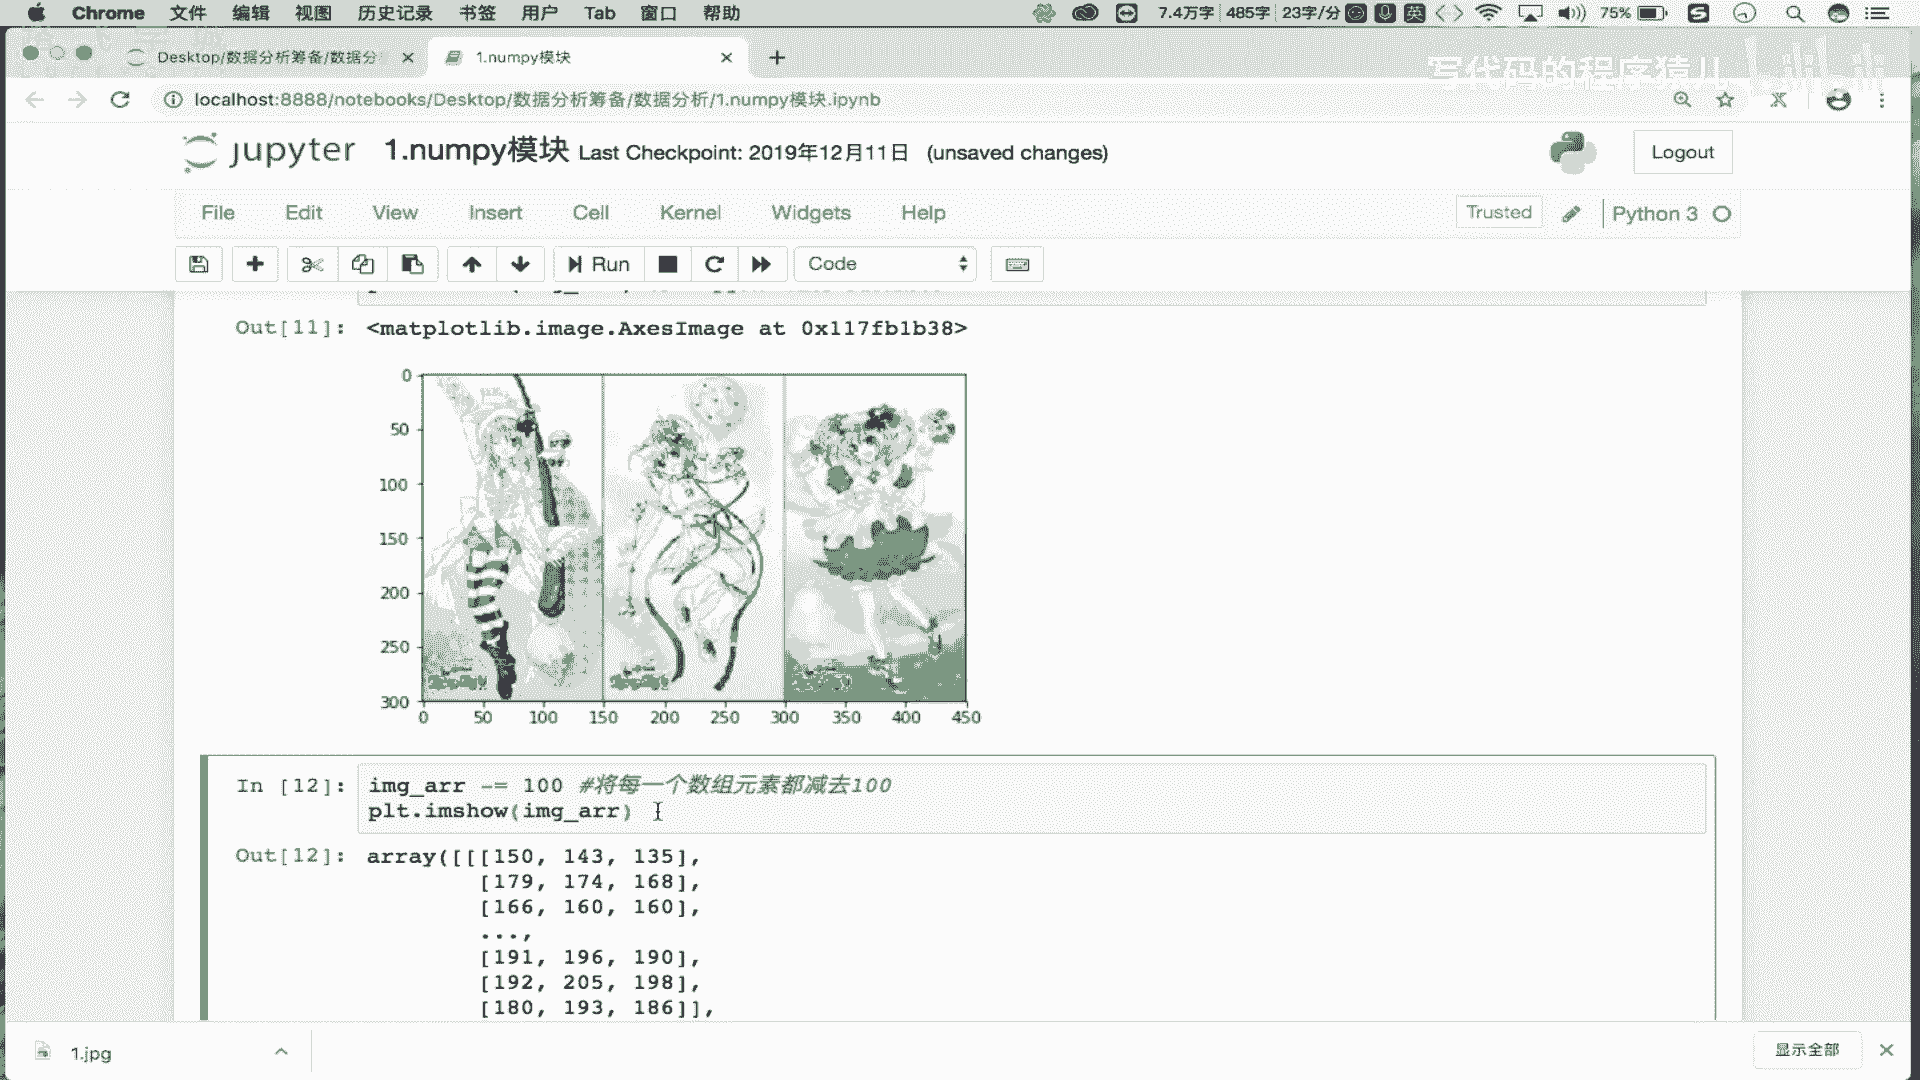 Chrome 文件 编辑 视图 历史记录 书签 用户 Tab 窗口 帮助 7.4万字 485字 23字/分 英 75%
Desktop/数据分析筹备/数据分 1.numpy模块
写代码的程序猿儿
localhost:8888/notebooks/Desktop/数据分析筹备/数据分析/1.numpy模块.ipynb
jupyter 1.numpy模块 Last Checkpoint: 2019年12月11日 (unsaved changes) Logout
File Edit View Insert Cell Kernel Widgets Help Trusted Python 3
Run Code
Out[11]: <matplotlib.image.AxesImage at 0x117fb1b38>
0
50
100
150
200
250
300
0 50 100 150 200 250 300 350 400 450
In [12]: img_arr -= 100 #将每一个数组元素都减去100
plt.imshow(img_arr)
Out[12]: array([[[150, 143, 135],
[179, 174, 168],
[166, 160, 160],
...,
[191, 196, 190],
[192, 205, 198],
[180, 193, 186]],
1.jpg 显示全部